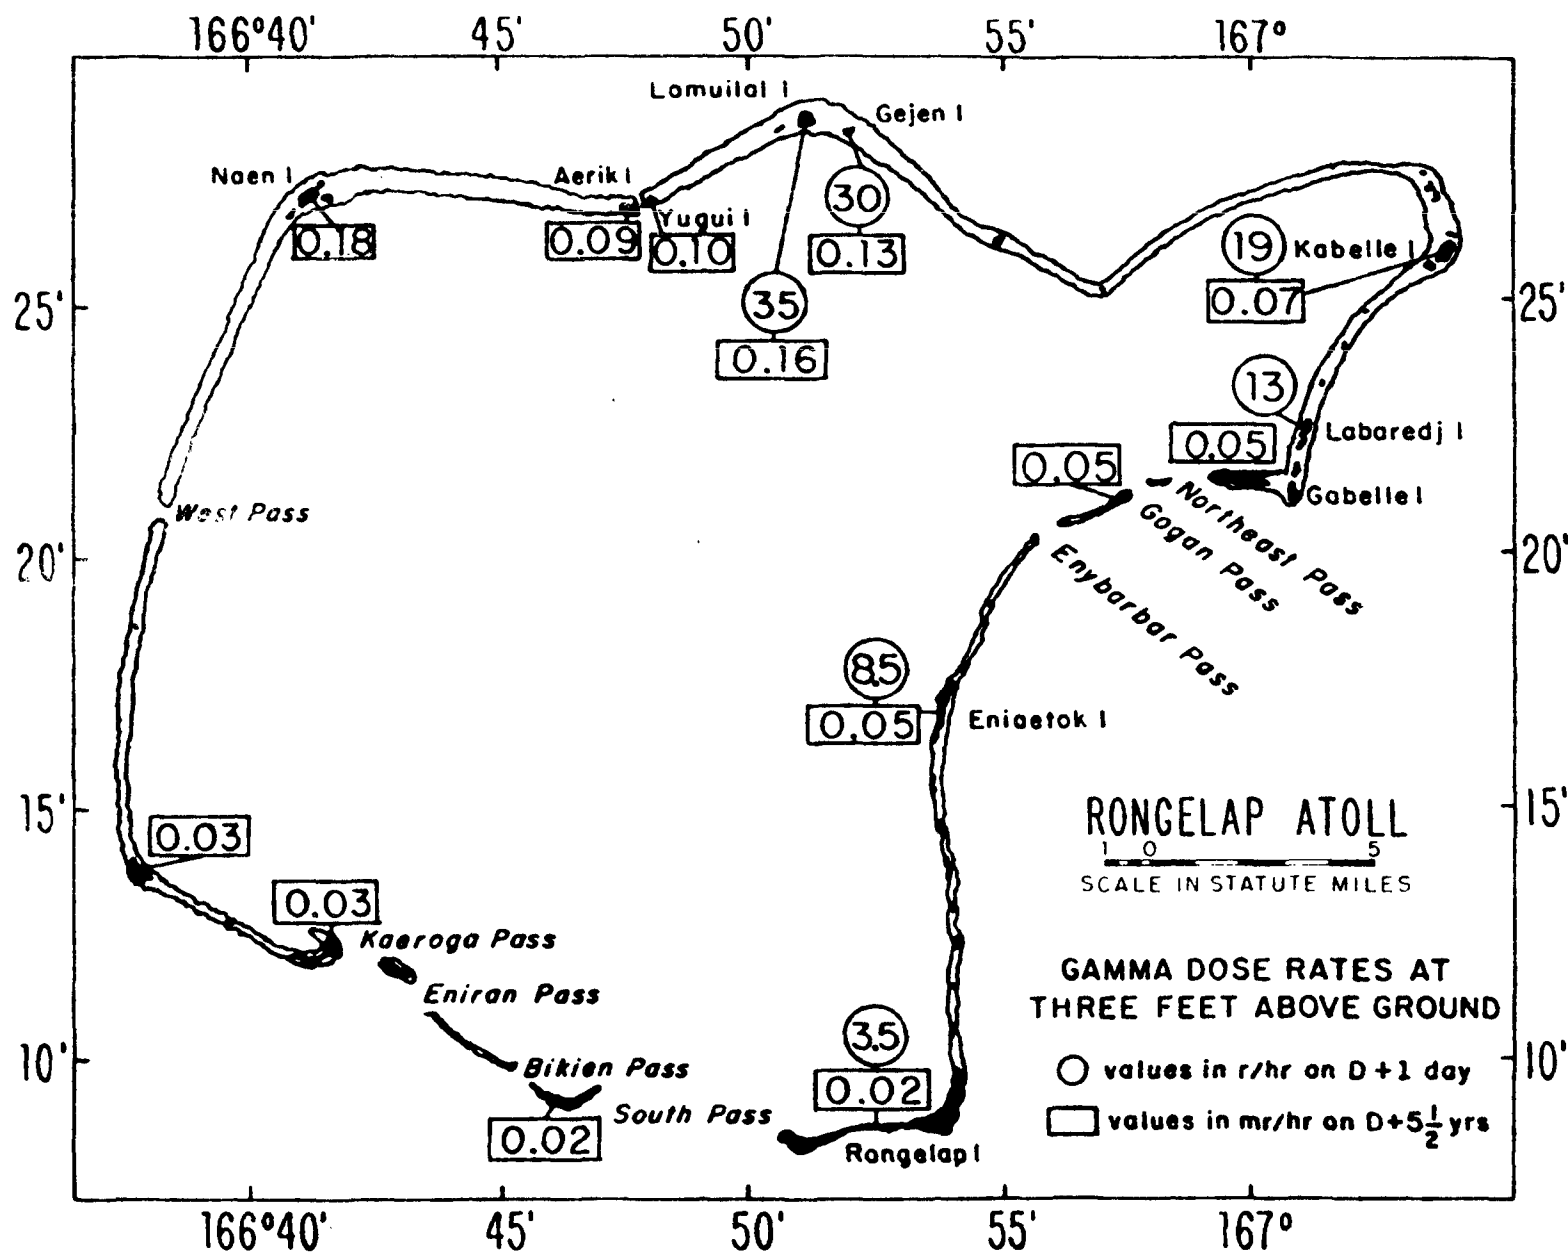 166°40' 45' 50' 55' 167°
Lomuilal I
Gejen I
Naen I
Aerik I
Yugui I
0.18
0.09
0.10
30
0.13
19
Kabelle I
0.07
25'
35
25'
0.16
13
Labaredj I
0.05
0.05
Gabelle I
Northeast Pass
Gogan Pass
West Pass
20'
20'
Enybarbar Pass
8.5
0.05
Eniaetok I
15'
15'
RONGELAP ATOLL
1 0 5
SCALE IN STATUTE MILES
0.03
0.03
Kaeroga Pass
Eniran Pass
GAMMA DOSE RATES AT
THREE FEET ABOVE GROUND
3.5
10'
10'
Bikien Pass
0.02
values in r/hr on D+1 day
South Pass
0.02
values in mr/hr on D+5½ yrs
Rongelap I
166°40' 45' 50' 55' 167°